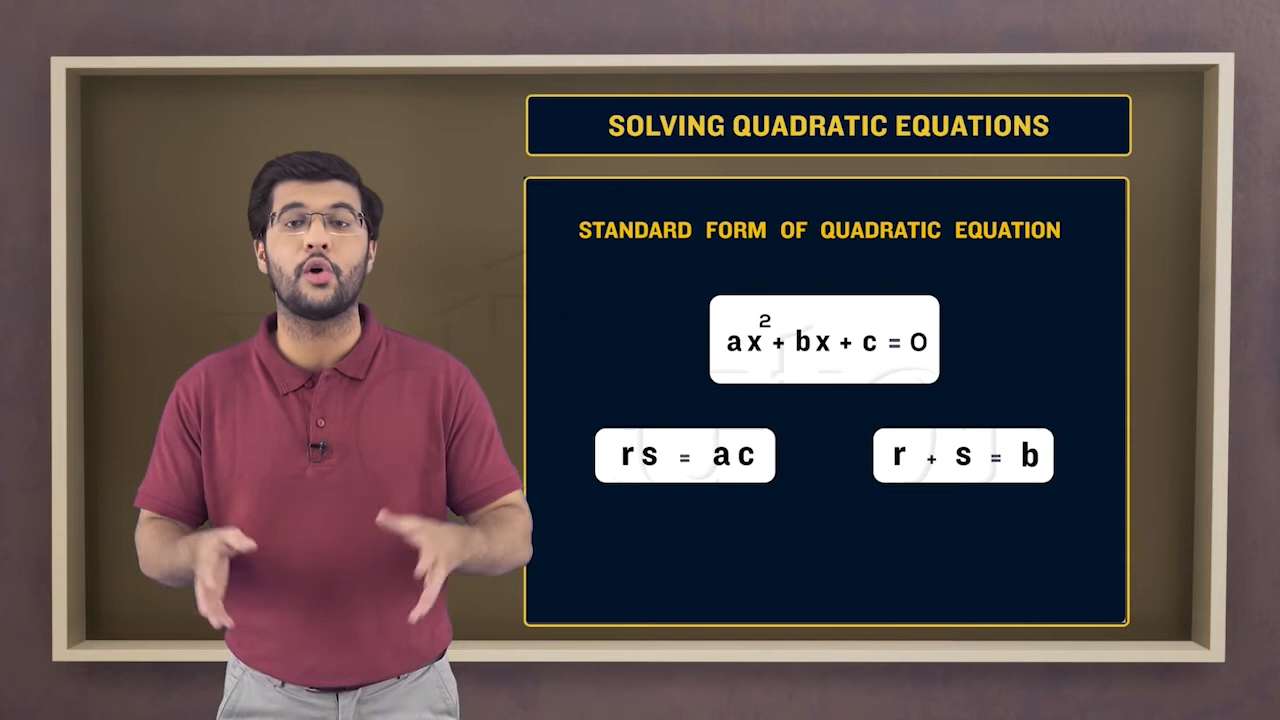 SOLVING QUADRATIC EQUATIONS
STANDARD FORM OF QUADRATIC EQUATION
ax² + bx + c = 0
rs = ac
r + s = b